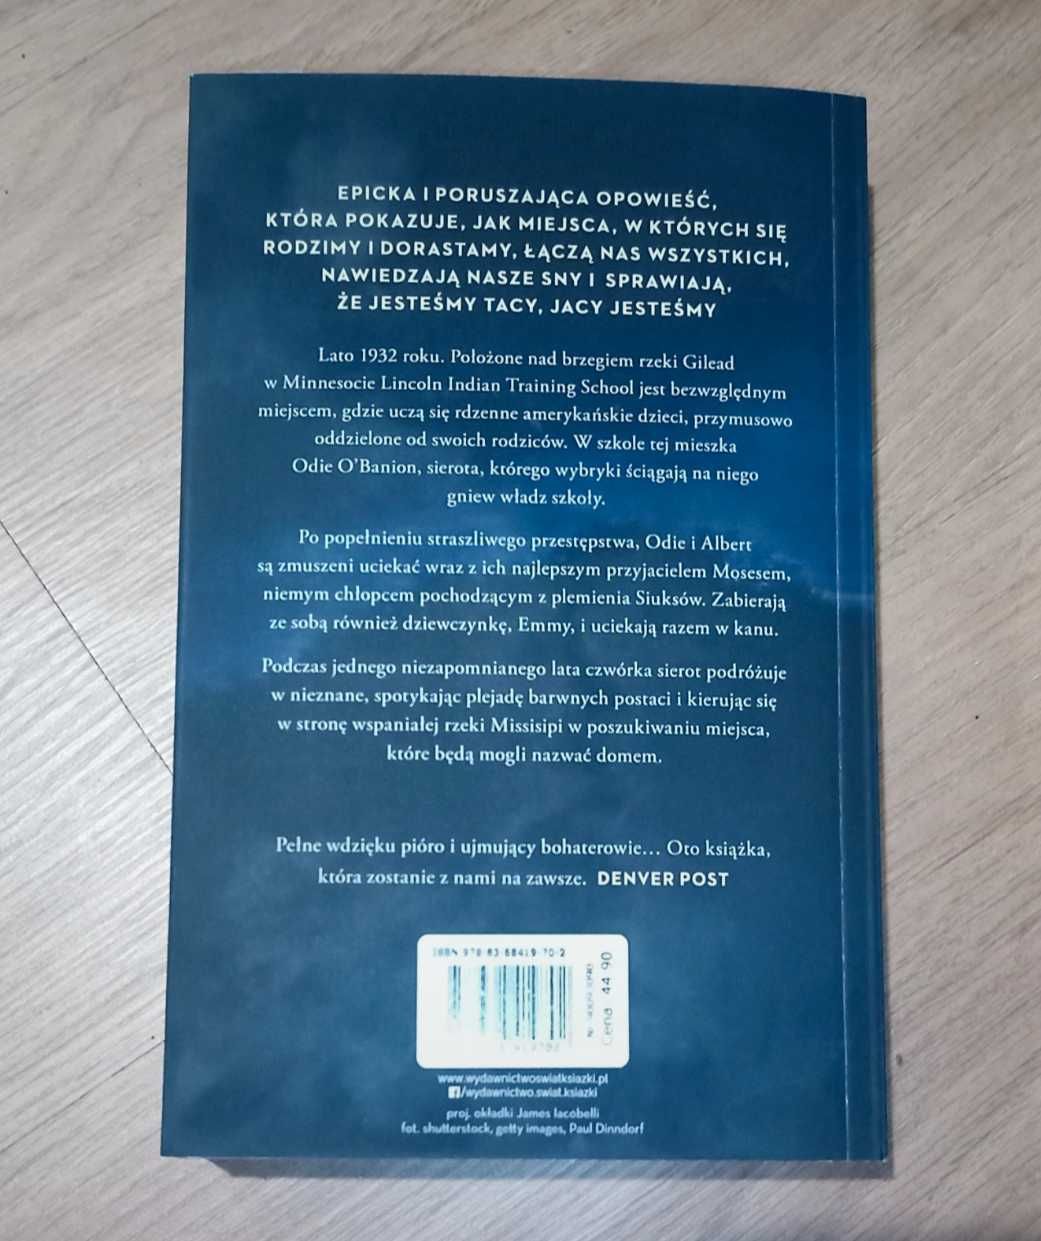 EPICKA I PORUSZAJĄCA OPOWIEŚĆ,
KTÓRA POKAZUJE, JAK MIEJSCA, W KTÓRYCH SIĘ
RODZIMY I DORASTAMY, ŁĄCZĄ NAS WSZYSTKICH,
NAWIEDZAJĄ NASZE SNY I SPRAWIAJĄ,
ŻE JESTEŚMY TACY, JACY JESTEŚMY
Lato 1932 roku. Położone nad brzegiem rzeki Gilead
w Minnesocie Lincoln Indian Training School jest bezwzględnym
miejscem, gdzie uczą się rdzenne amerykańskie dzieci, przymusowo
oddzielone od swoich rodziców. W szkole tej mieszka
Odie O'Banion, sierota, którego wybryki ściągają na niego
gniew władz szkoły.
Po popełnieniu straszliwego przestępstwa, Odie i Albert
są zmuszeni uciekać wraz z ich najlepszym przyjacielem Mosesem,
niemym chłopcem pochodzącym z plemienia Siuksów. Zabierają
ze sobą również dziewczynkę, Emmy, i uciekają razem w kanu.
Podczas jednego niezapomnianego lata czwórka sierot podróżuje
w nieznane, spotykając plejadę barwnych postaci i kierując się
w stronę wspaniałej rzeki Missisipi w poszukiwaniu miejsca,
które będą mogli nazwać domem.
Pełne wdzięku pióro i ujmujący bohaterowie... Oto książka,
która zostanie z nami na zawsze. DENVER POST
ISBN 978-83-68419-70-2
Cena 44 90
www.wydawnictwoswiatksiazki.pl
/wydawnictwo.swiat.ksiazki
proj. okładki James Iacobelli
fot. shutterstock, getty images, Paul Dinndorf